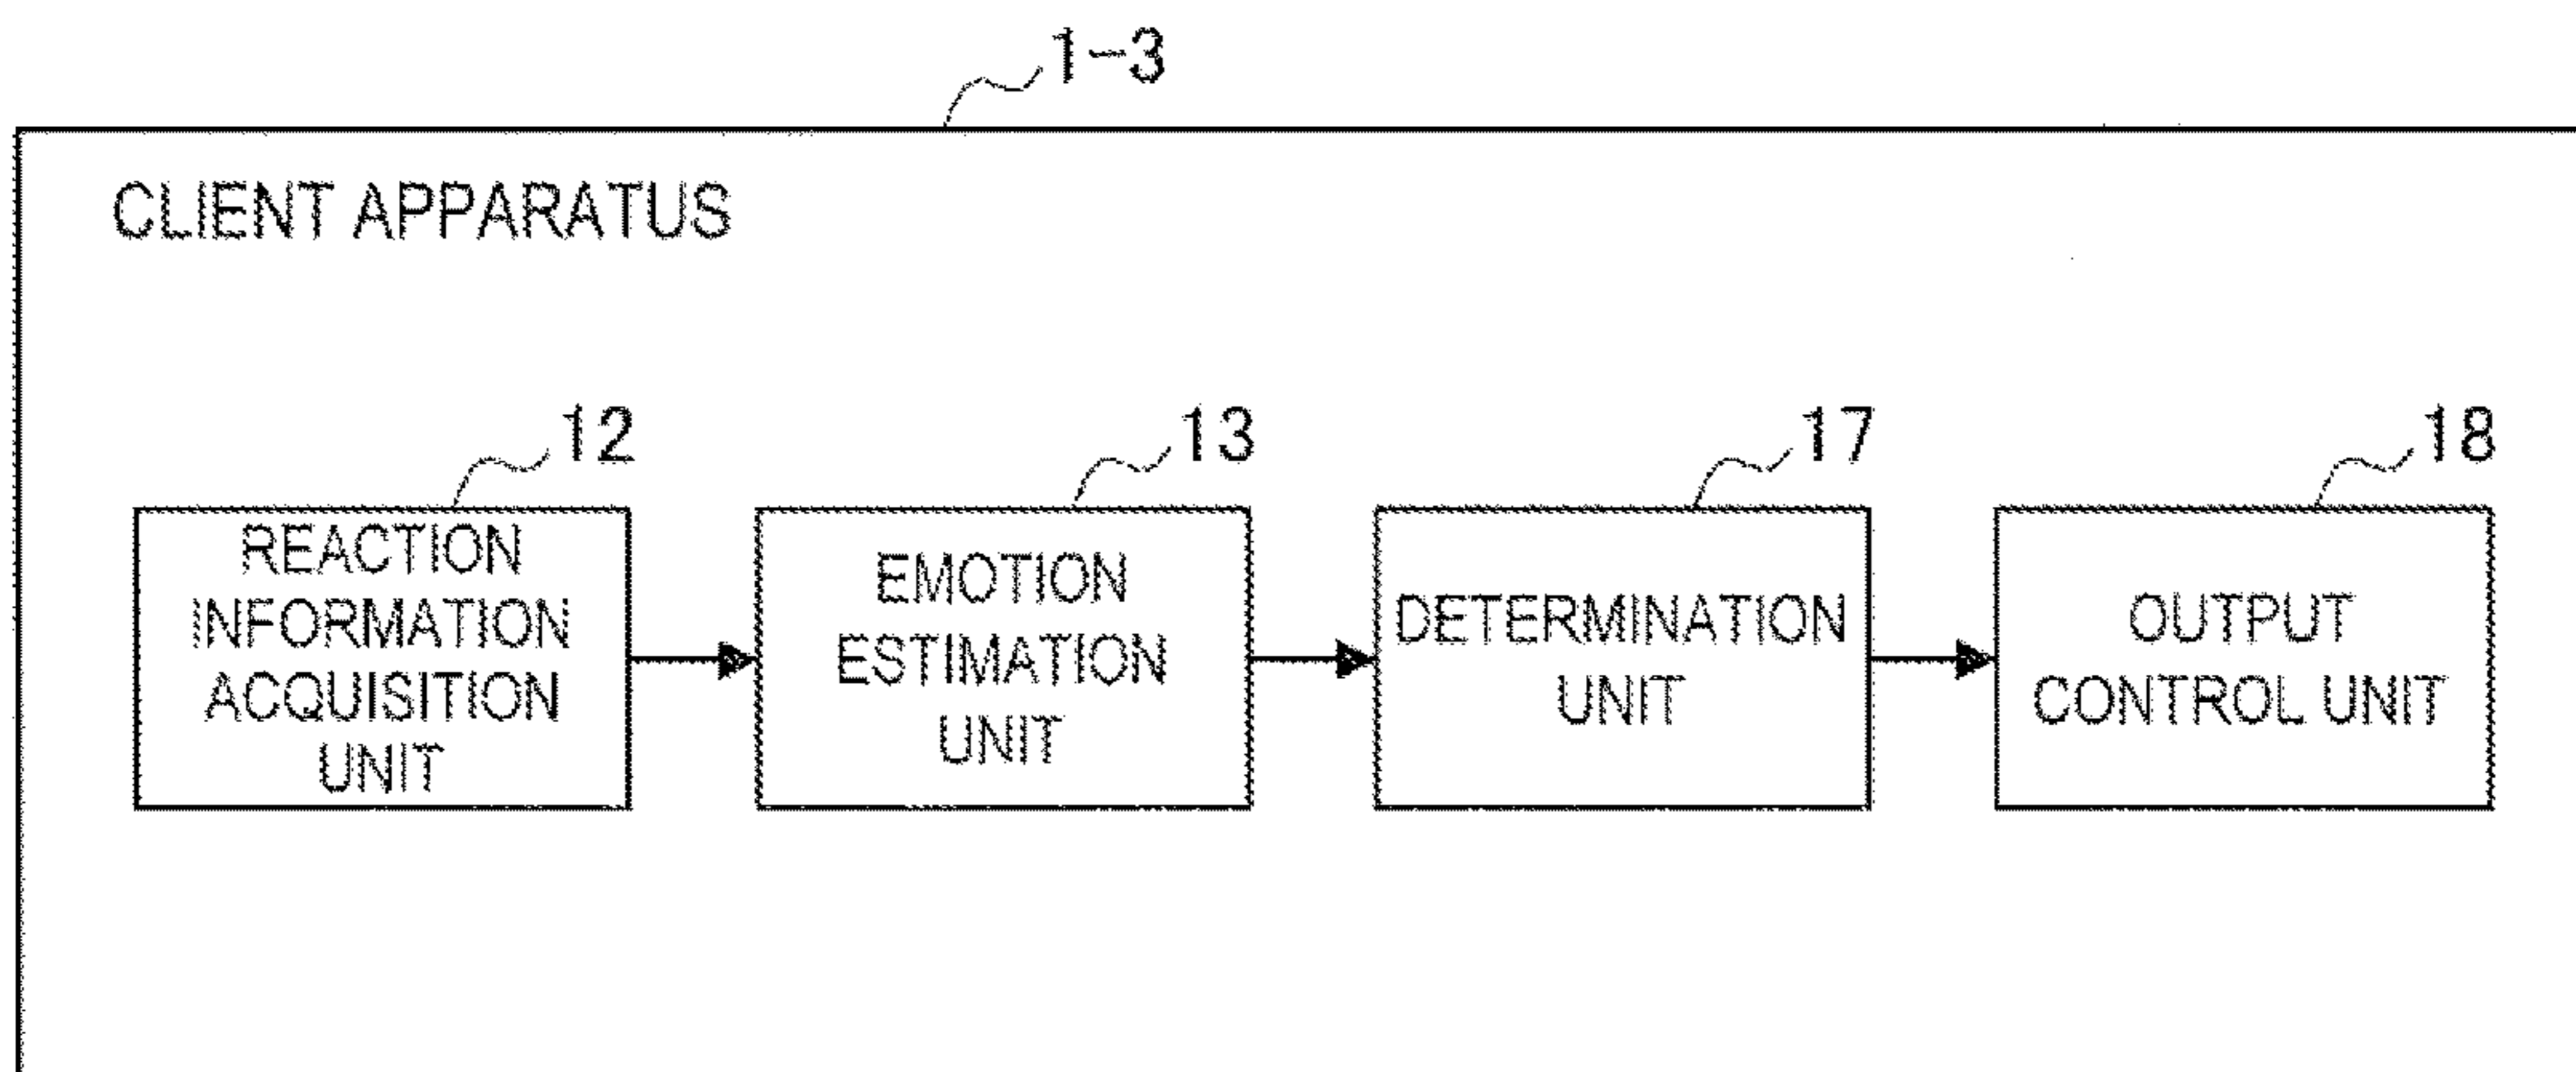 1-3
CLIENT APPARATUS
12
13
17
18
REACTION
INFORMATION
ACQUISITION
UNIT
EMOTION
ESTIMATION
UNIT
DETERMINATION
UNIT
OUTPUT
CONTROL UNIT